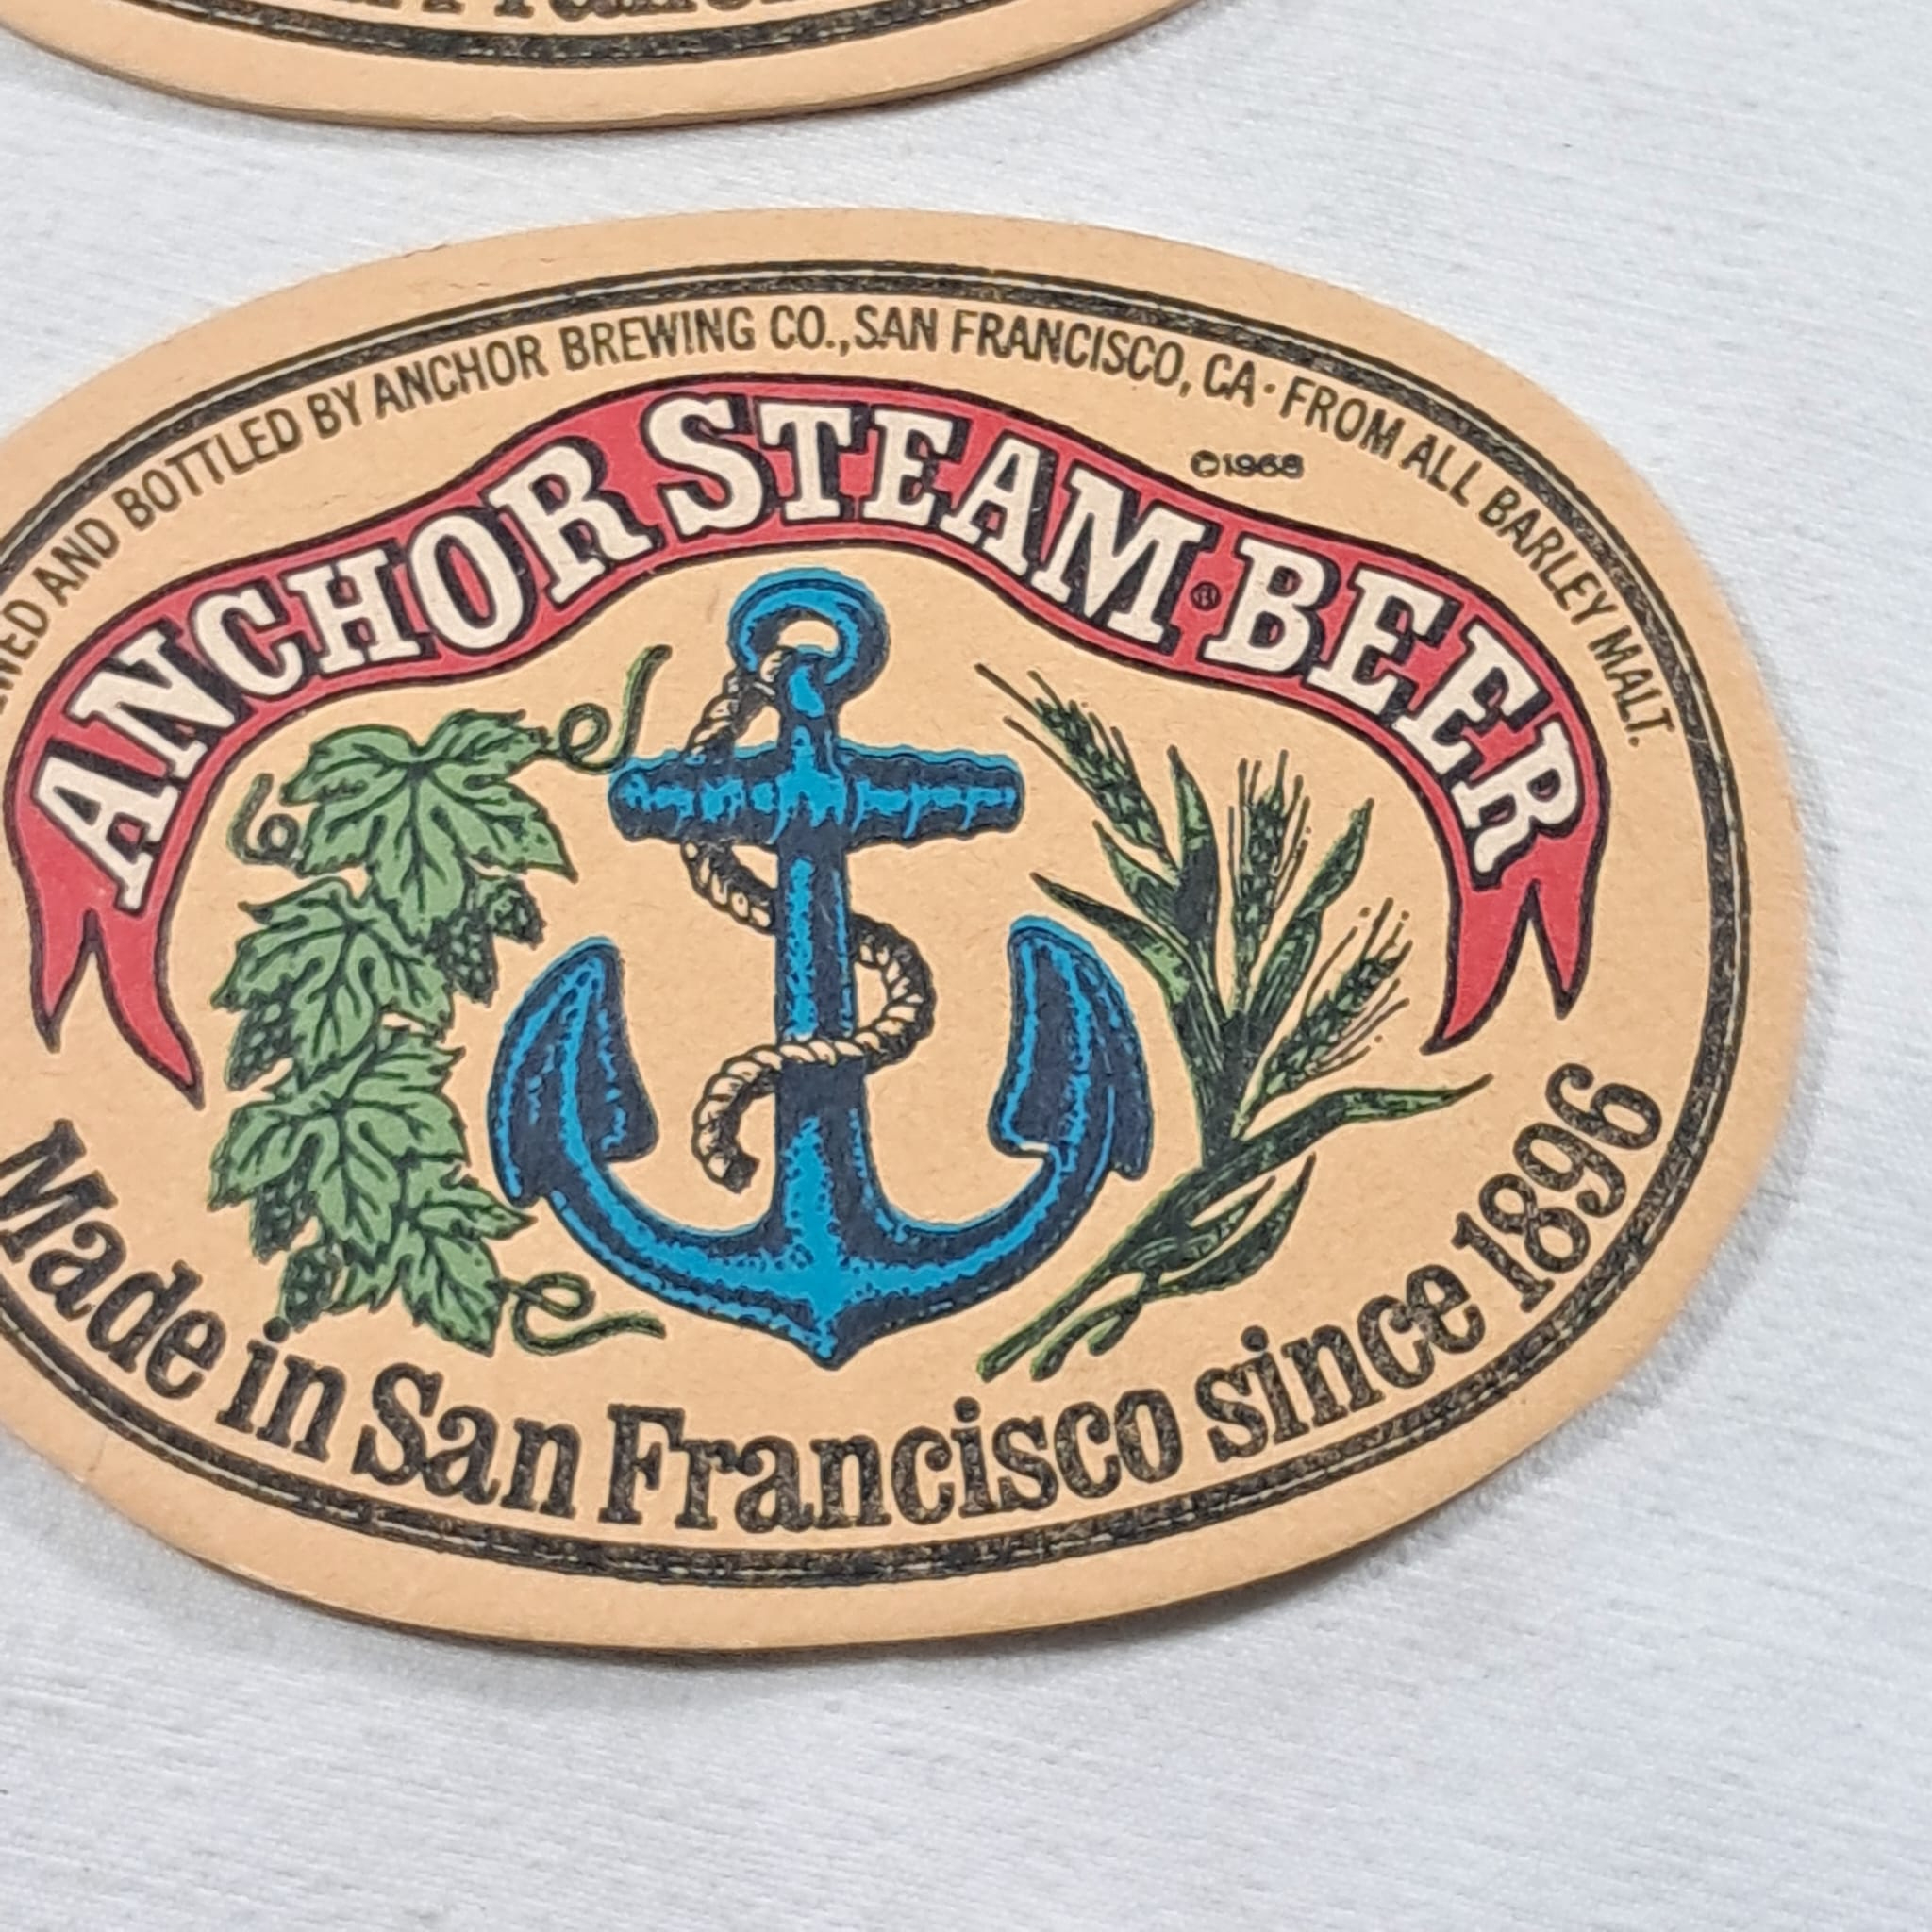 AND BOTTLED BY ANCHOR BREWING CO., SAN FRANCISCO, CA · FROM ALL BARLEY MALT.
©1968
ANCHOR STEAM ® BEER
Made in San Francisco since 1896